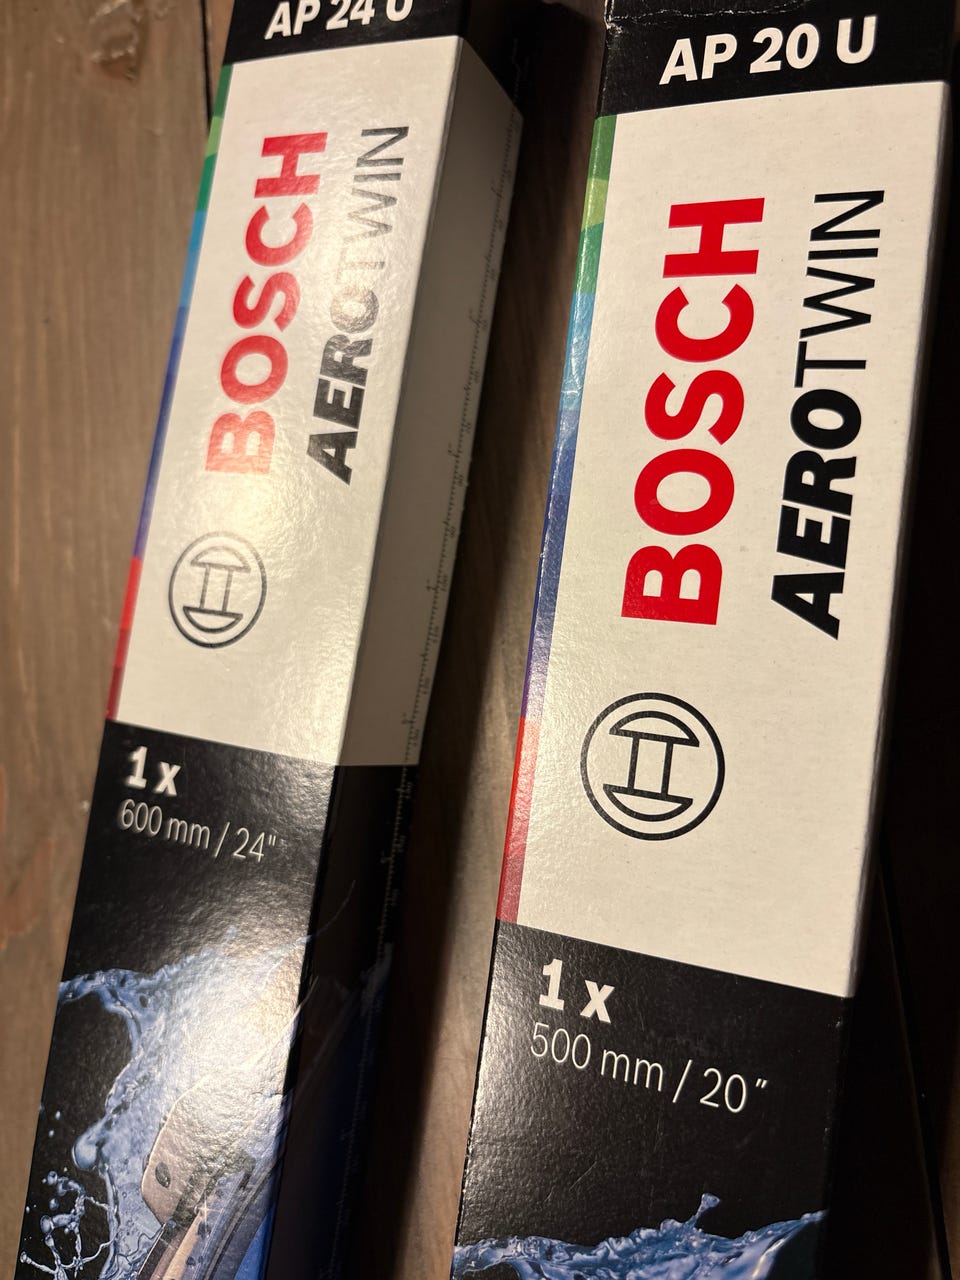 AP 24 U
BOSCH
AEROTWIN
1 x
600 mm / 24"
AP 20 U
BOSCH
AEROTWIN
1 x
500 mm / 20"